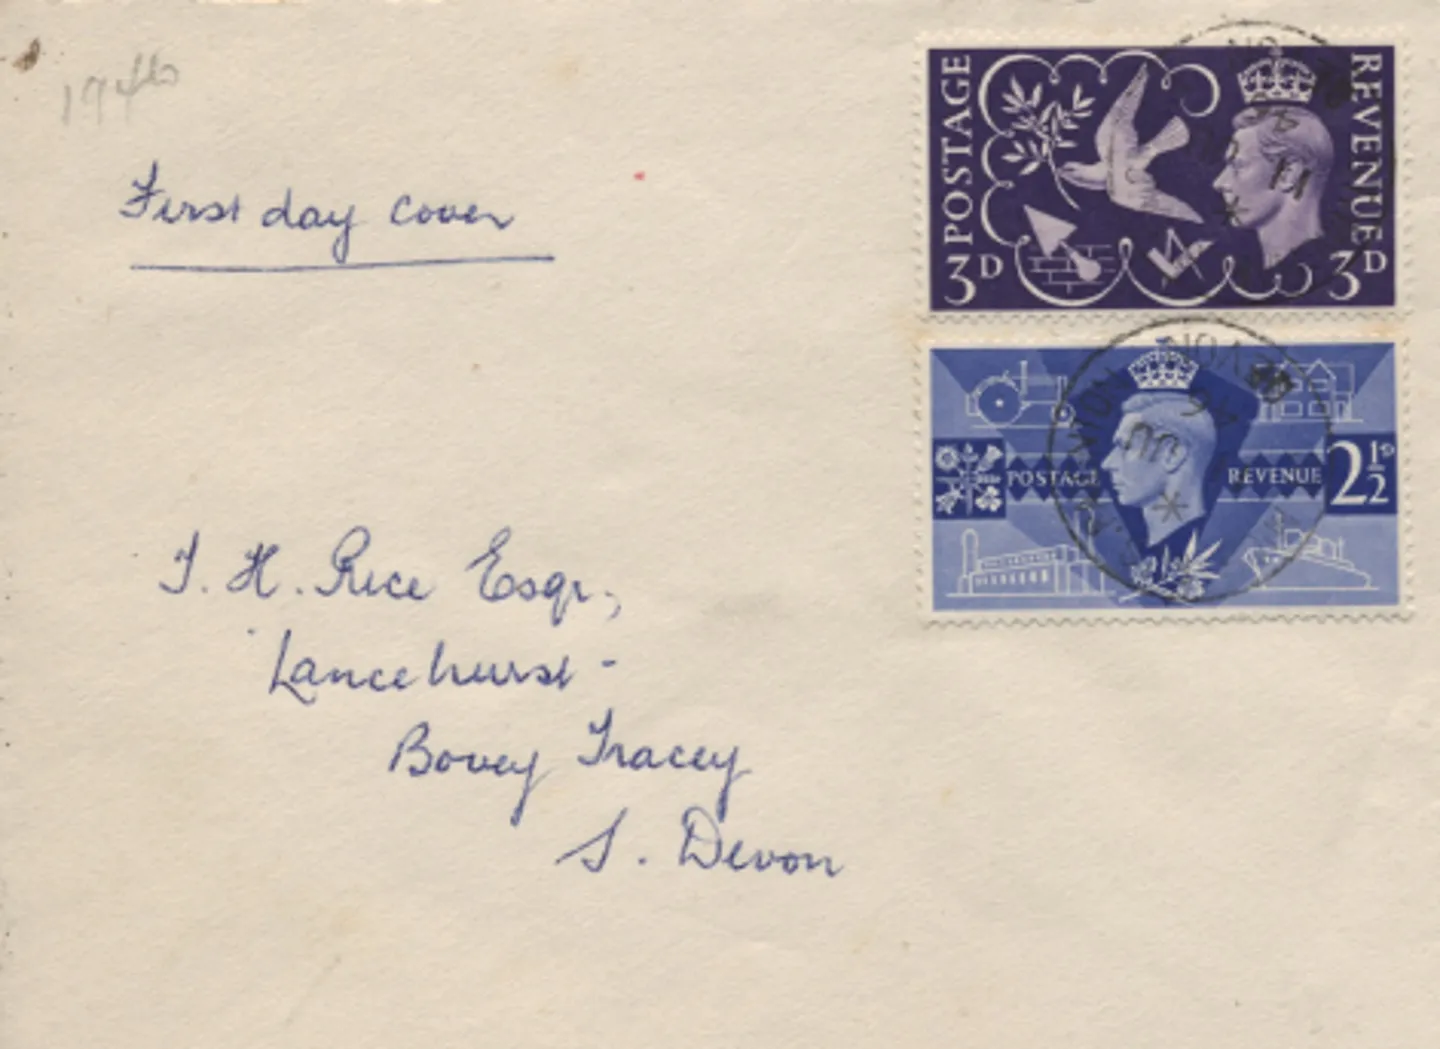 1946
First day cover
POSTAGE
REVENUE
3D
3D
POSTAGE
REVENUE
2½D
J. H. Rice Esqr.,
Lancehurst -
Bovey Tracey
S. Devon